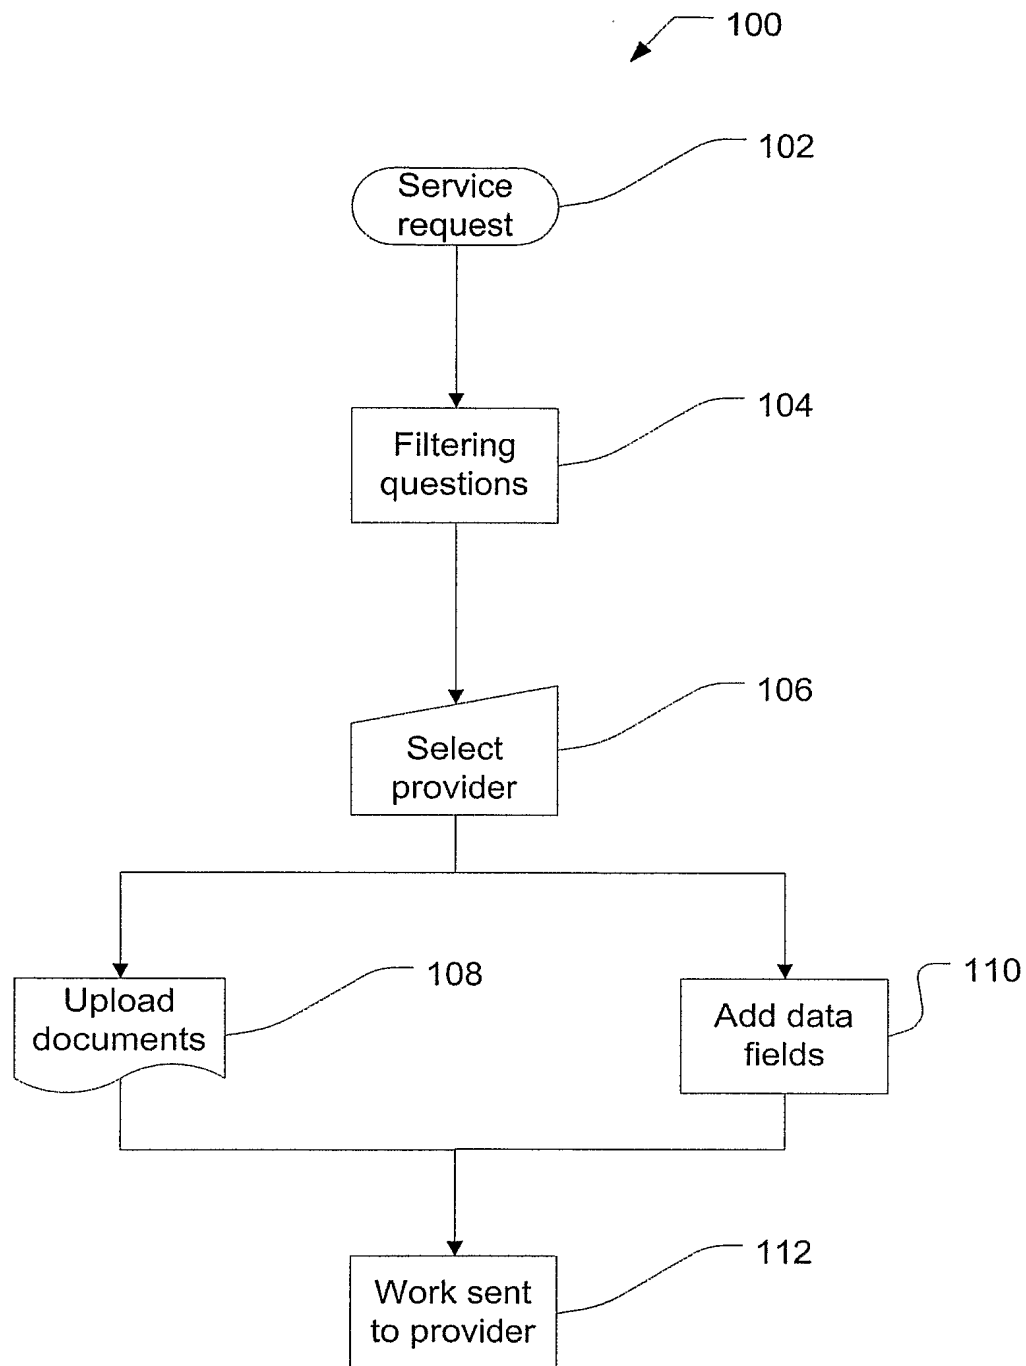 100
102
Service
request
104
Filtering
questions
106
Select
provider
108
Upload
documents
110
Add data
fields
112
Work sent
to provider